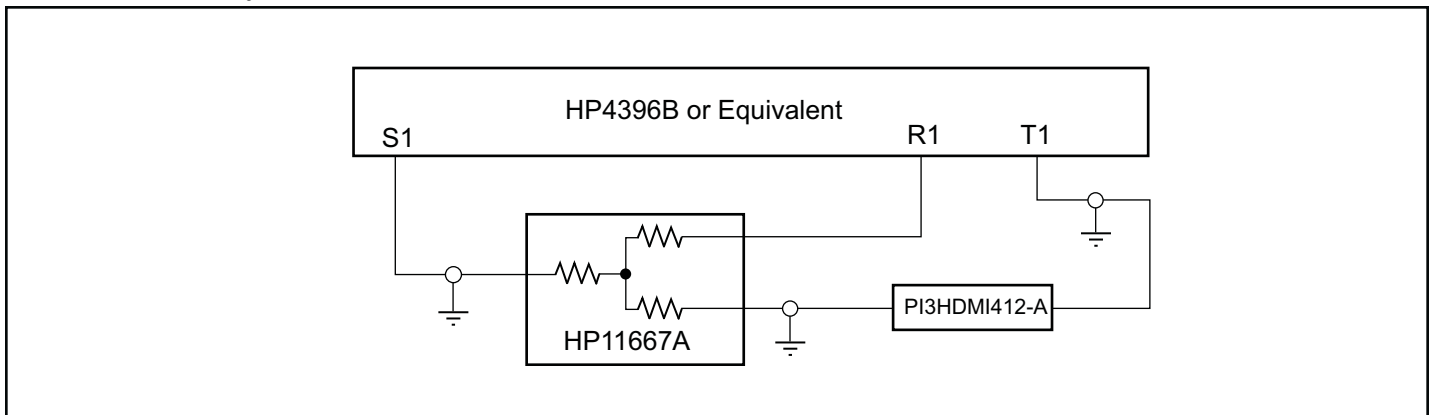 HP4396B or Equivalent
S1
R1
T1
HP11667A
PI3HDMI412-A